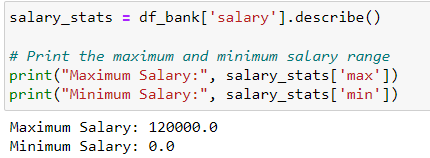 salary_stats = df_bank['salary'].describe()
# Print the maximum and minimum salary range
print("Maximum Salary:", salary_stats['max'])
print("Minimum Salary:", salary_stats['min'])
Maximum Salary: 120000.0
Minimum Salary: 0.0